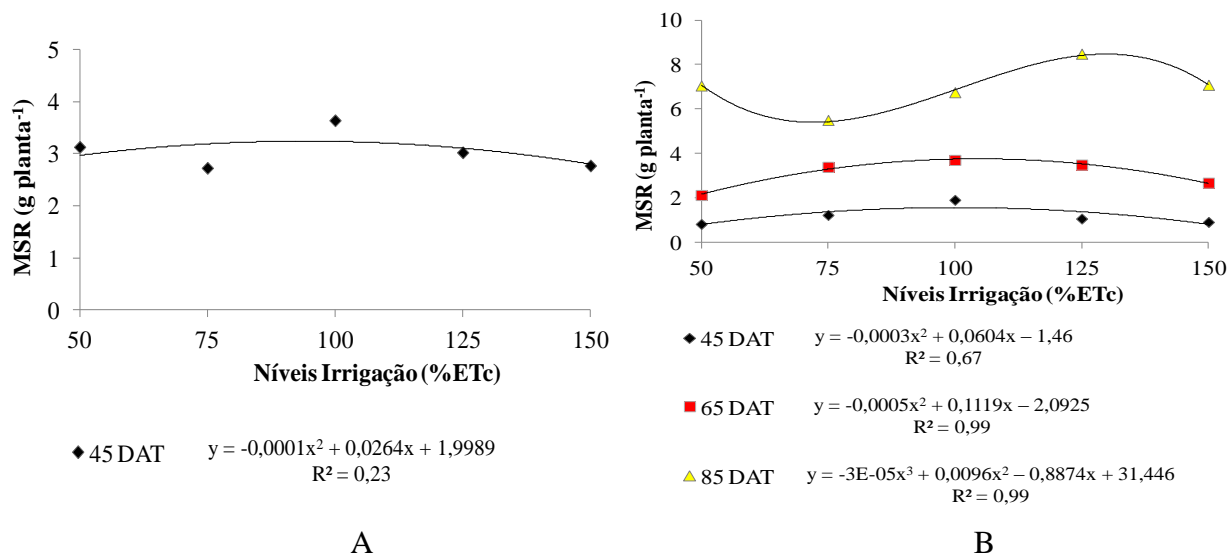 5
4
3
2
1
0
MSR (g planta⁻¹)
50 75 100 125 150
Níveis Irrigação (%ETc)
45 DAT y = -0,0001x² + 0,0264x + 1,9989
R² = 0,23
A
10
8
6
4
2
0
MSR (g planta⁻¹)
50 75 100 125 150
Níveis Irrigação (%ETc)
45 DAT y = -0,0003x² + 0,0604x – 1,46
R² = 0,67
65 DAT y = -0,0005x² + 0,1119x – 2,0925
R² = 0,99
85 DAT y = -3E-05x³ + 0,0096x² – 0,8874x + 31,446
R² = 0,99
B